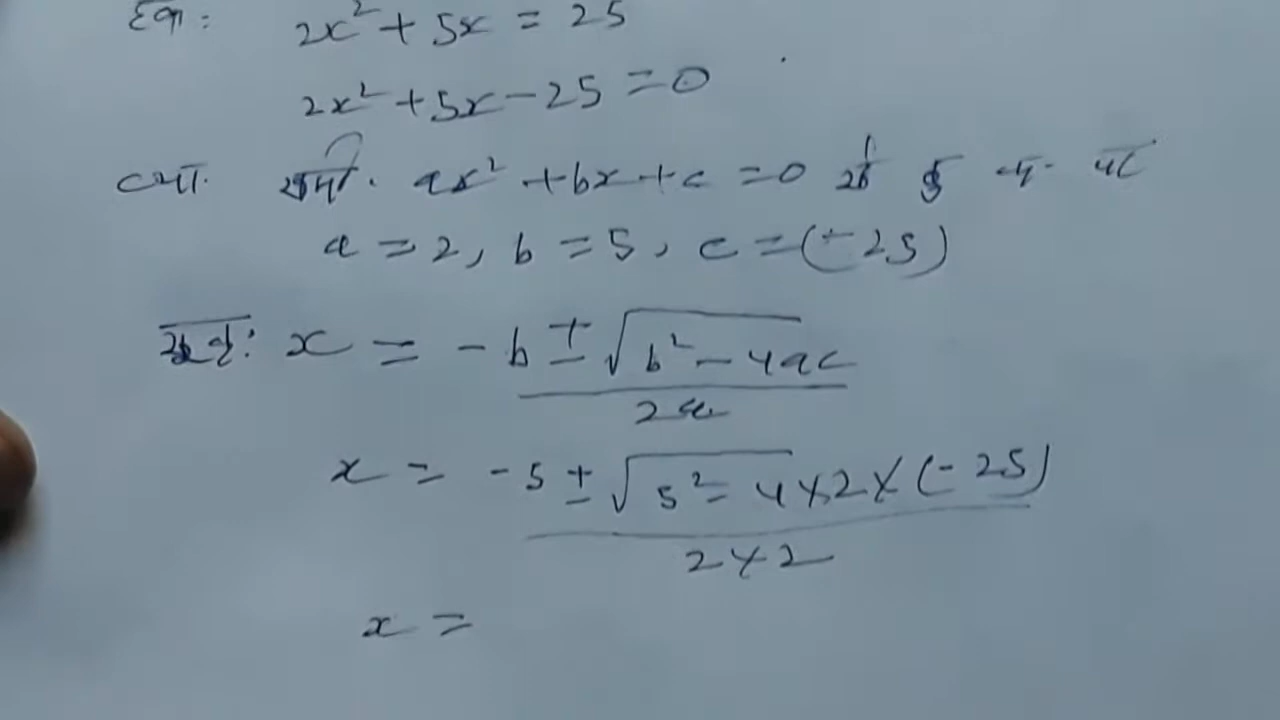 हल: 2x² + 5x = 25
2x² + 5x - 25 = 0
ax² + bx + c = 0 से
a = 2, b = 5, c = (-25)
सूत्र: x = -b ± √b² - 4ac / 2a
x = -5 ± √5² - 4×2×(-25) / 2×2
x =